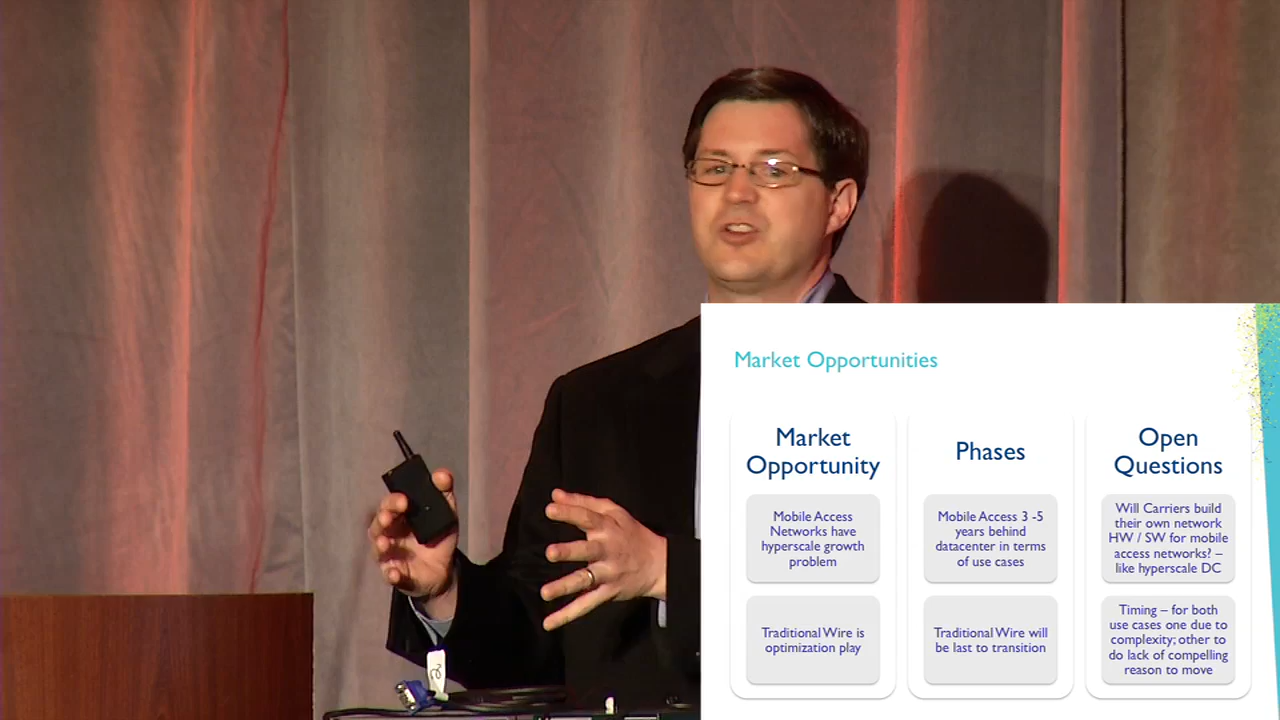 Market Opportunities
Market
Opportunity
Mobile Access
Networks have
hyperscale growth
problem
Traditional Wire is
optimization play
Phases
Mobile Access 3 -5
years behind
datacenter in terms
of use cases
Traditional Wire will
be last to transition
Open
Questions
Will Carriers build
their own network
HW / SW for mobile
access networks? –
like hyperscale DC
Timing – for both
use cases one due to
complexity; other to
do lack of compelling
reason to move